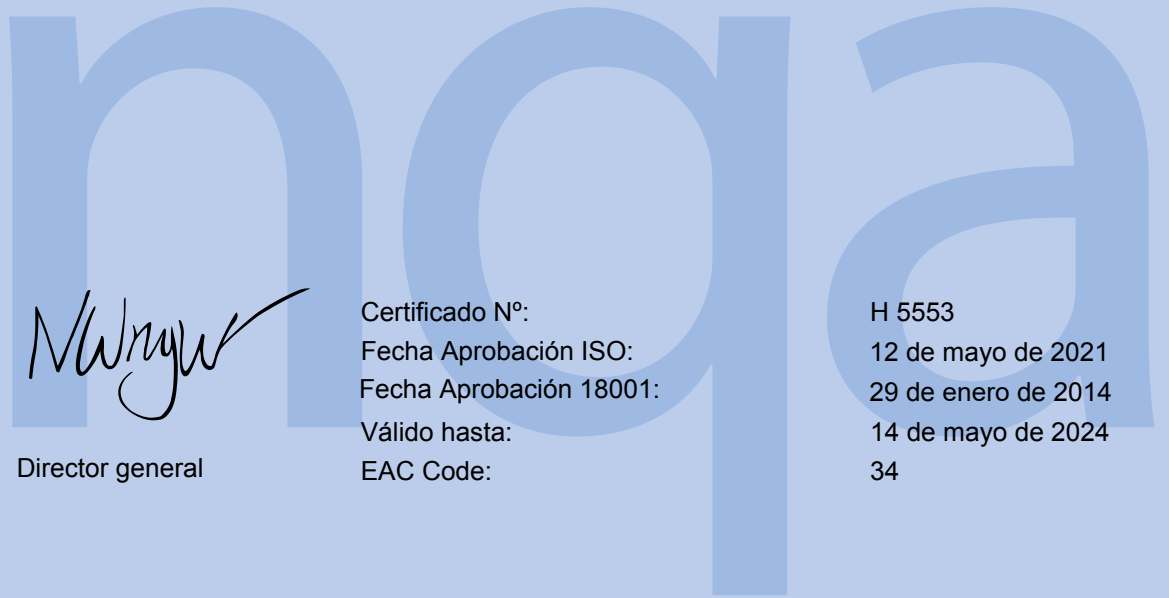 nqa
Certificado Nº: H 5553
Fecha Aprobación ISO: 12 de mayo de 2021
Fecha Aprobación 18001: 29 de enero de 2014
Válido hasta: 14 de mayo de 2024
Director general
EAC Code: 34